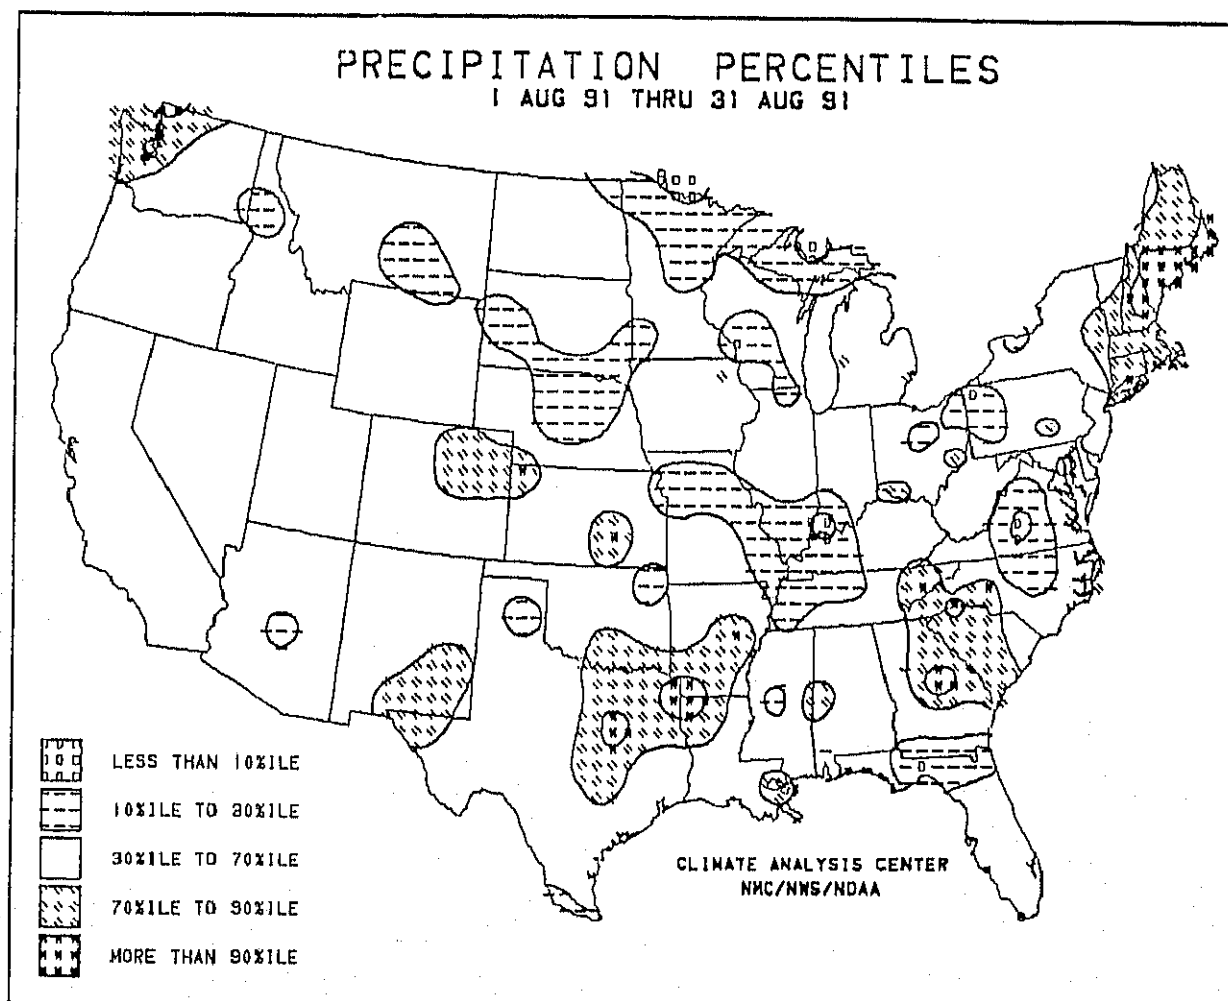 PRECIPITATION PERCENTILES
1 AUG 91 THRU 31 AUG 91
LESS THAN 10%ILE
10%ILE TO 30%ILE
30%ILE TO 70%ILE
70%ILE TO 90%ILE
MORE THAN 90%ILE
CLIMATE ANALYSIS CENTER
NMC/NWS/NOAA